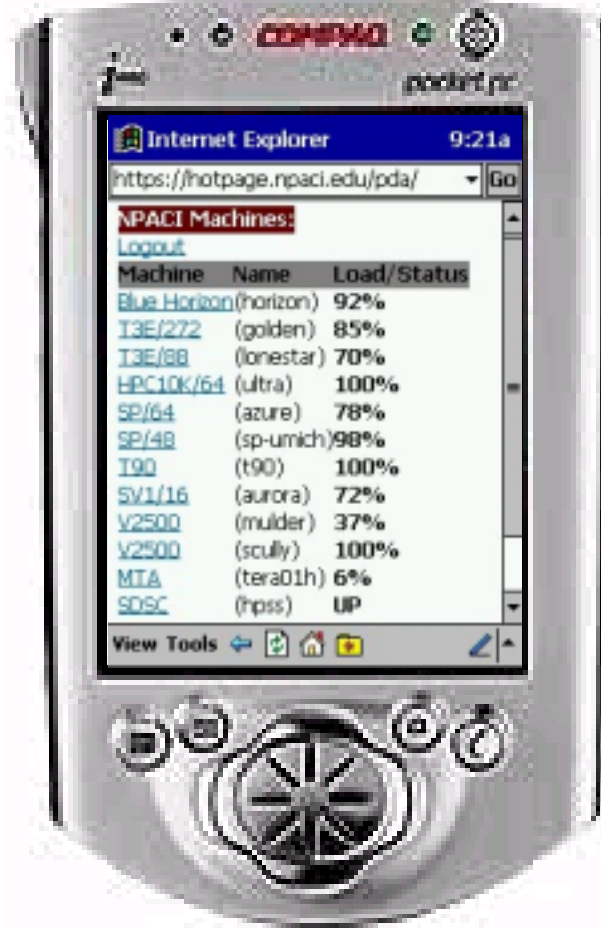 COMPAQ
iPAQ
pocket pc
Internet Explorer 9:21a
https://hotpage.npaci.edu/pda/ Go
NPACI Machines:
Logout
Machine Name Load/Status
Blue Horizon (horizon) 92%
T3E/272 (golden) 85%
T3E/88 (lonestar) 70%
HPC10K/64 (ultra) 100%
SP/64 (azure) 78%
SP/48 (sp-umich) 98%
T90 (t90) 100%
SV1/16 (aurora) 72%
V2500 (mulder) 37%
V2500 (scully) 100%
MTA (tera01h) 6%
SDSC (hpss) UP
View Tools